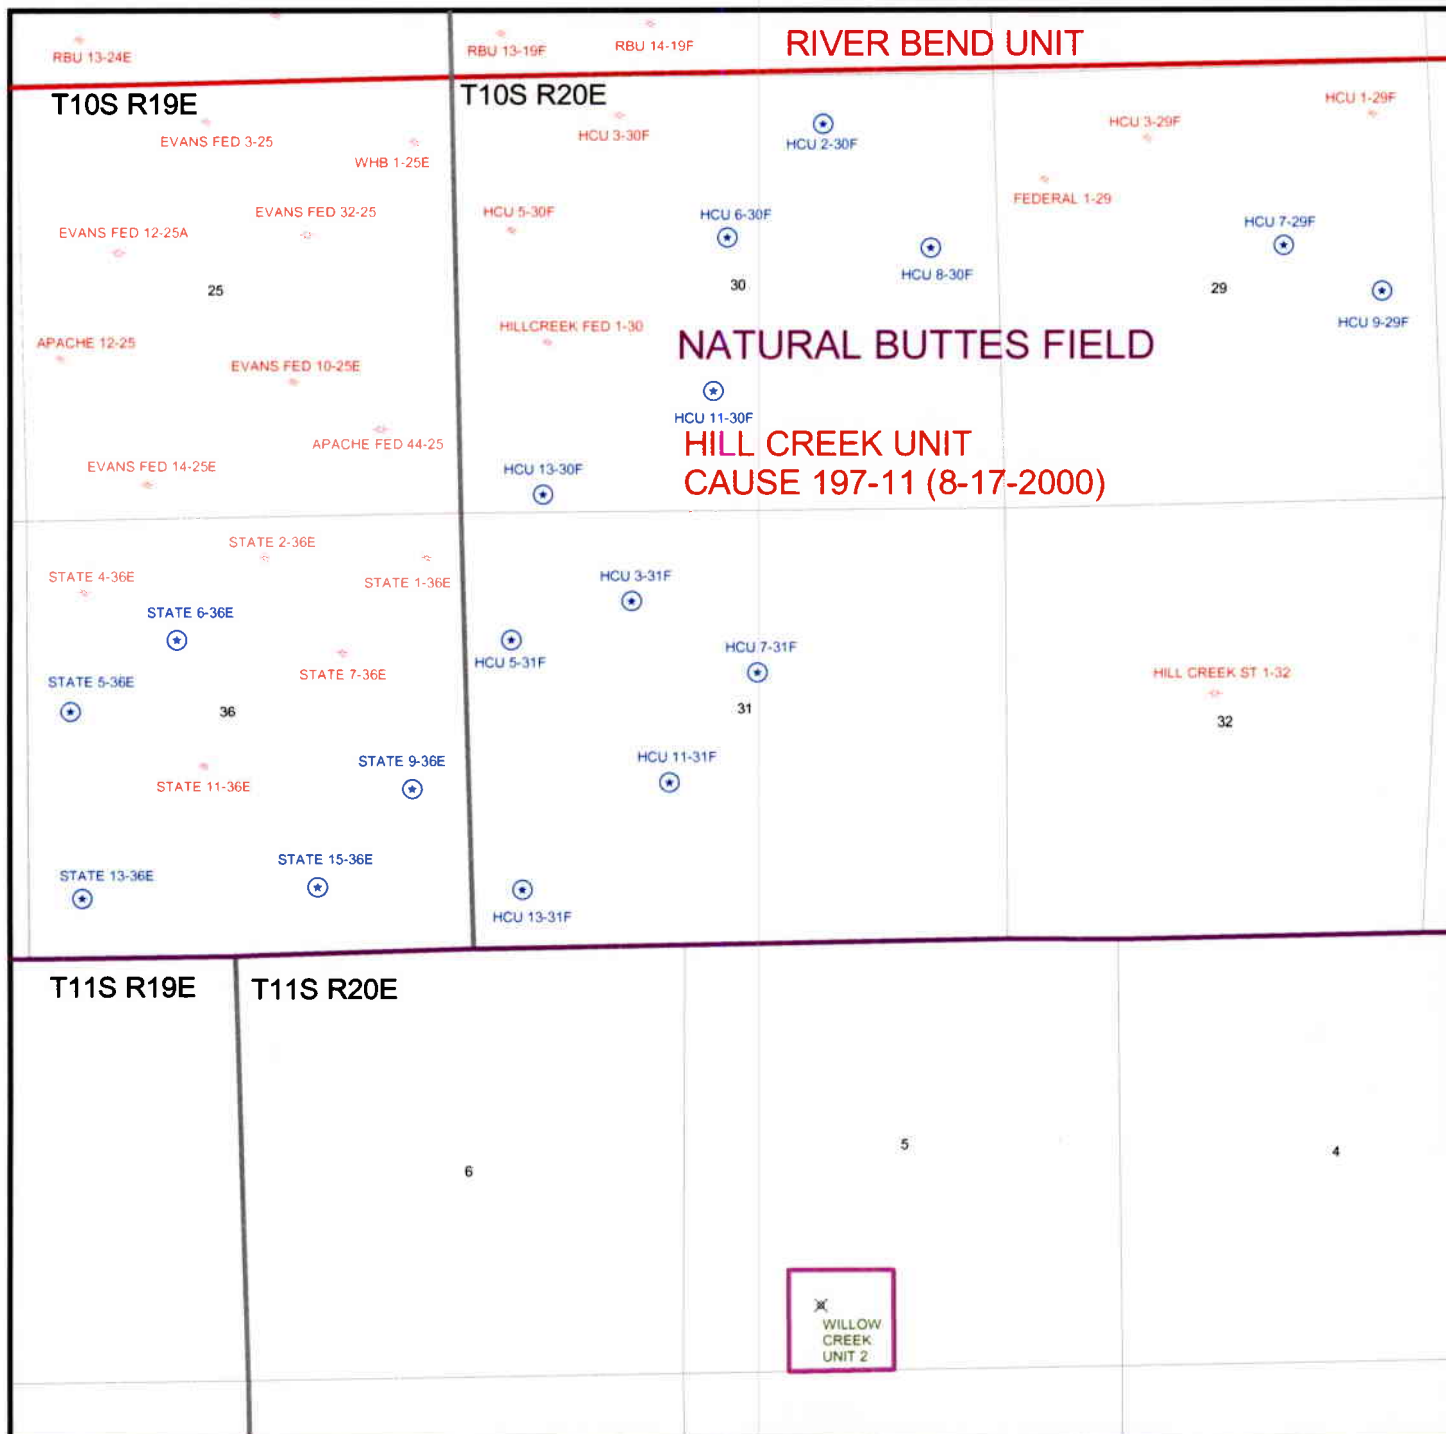 RBU 13-24E
RBU 13-19F
RBU 14-19F
RIVER BEND UNIT
T10S R19E
T10S R20E
EVANS FED 3-25
WHB 1-25E
HCU 3-30F
HCU 2-30F
HCU 3-29F
HCU 1-29F
EVANS FED 12-25A
EVANS FED 32-25
HCU 5-30F
HCU 6-30F
HCU 8-30F
FEDERAL 1-29
HCU 7-29F
25
30
29
HCU 9-29F
APACHE 12-25
EVANS FED 10-25E
HILLCREEK FED 1-30
NATURAL BUTTES FIELD
HCU 11-30F
APACHE FED 44-25
EVANS FED 14-25E
HCU 13-30F
HILL CREEK UNIT
CAUSE 197-11 (8-17-2000)
STATE 2-36E
STATE 4-36E
STATE 1-36E
STATE 6-36E
HCU 3-31F
HCU 5-31F
HCU 7-31F
STATE 7-36E
STATE 5-36E
HILL CREEK ST 1-32
36
31
32
STATE 11-36E
STATE 9-36E
HCU 11-31F
STATE 13-36E
STATE 15-36E
HCU 13-31F
T11S R19E
T11S R20E
6
5
4
WILLOW
CREEK
UNIT 2